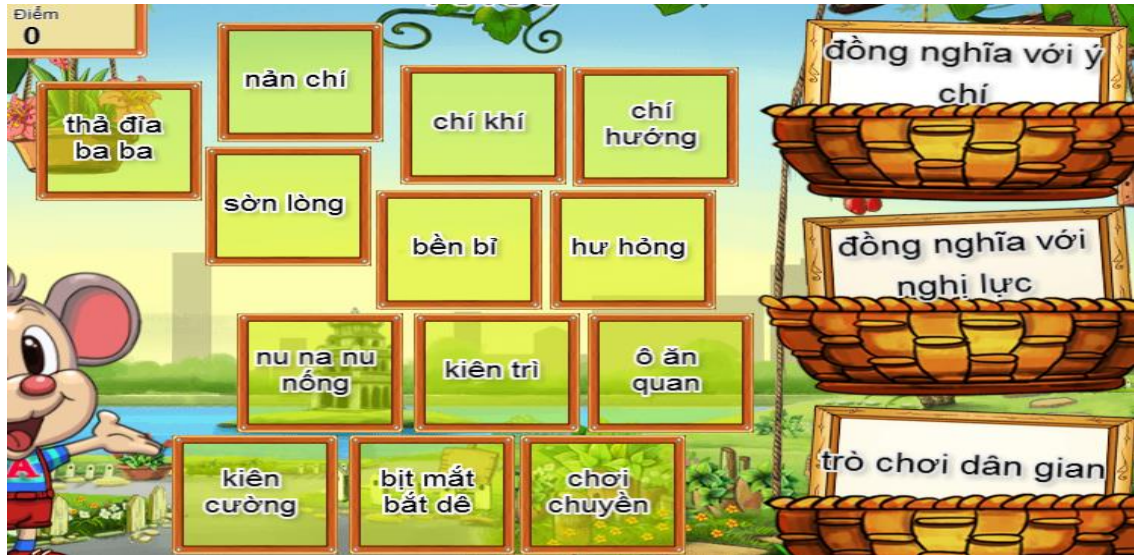 Điểm
0
nản chí
thả đỉa
ba ba
chí khí
chí
hướng
sờn lòng
bền bỉ
hư hỏng
nu na nu
nống
kiên trì
ô ăn
quan
kiên
cường
bịt mắt
bắt dê
chơi
chuyền
đồng nghĩa với ý
chí
đồng nghĩa với
nghị lực
trò chơi dân gian
A